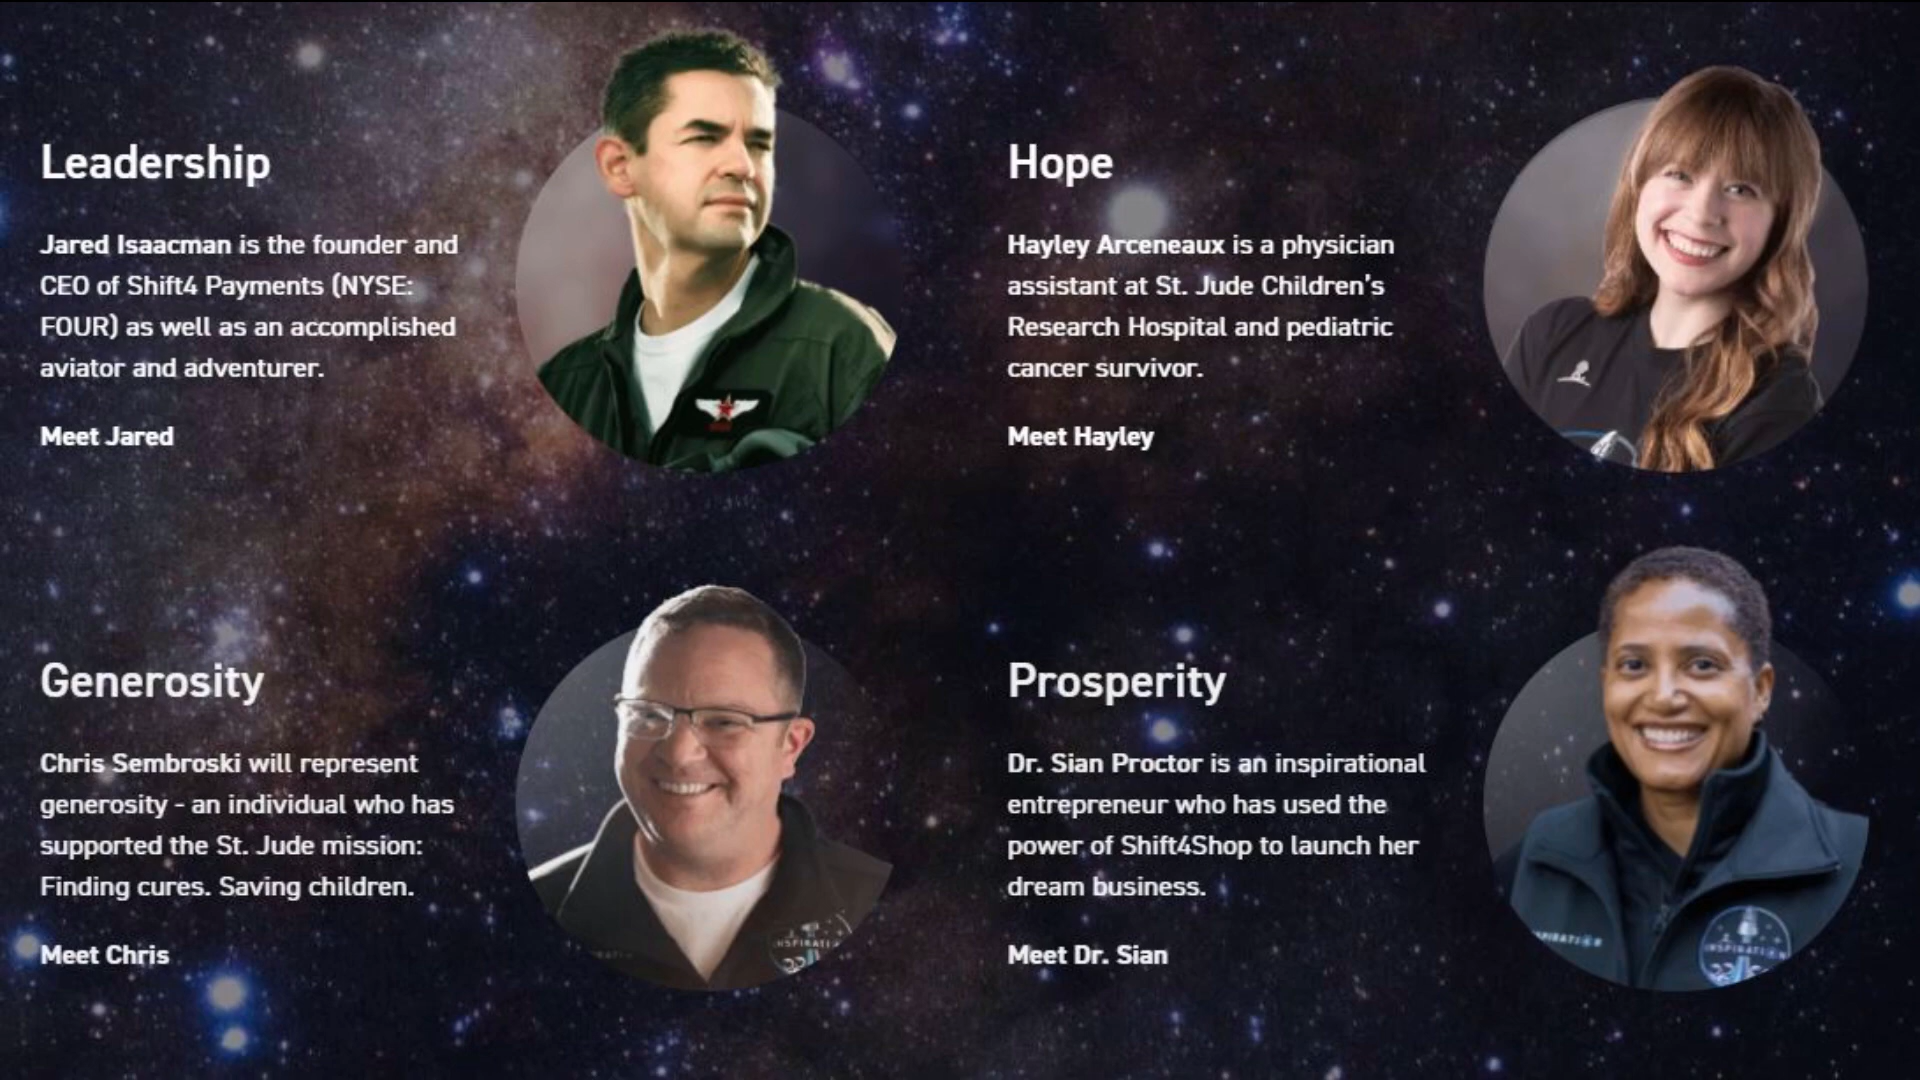 Leadership
Jared Isaacman is the founder and
CEO of Shift4 Payments (NYSE:
FOUR) as well as an accomplished
aviator and adventurer.
Meet Jared
Hope
Hayley Arceneaux is a physician
assistant at St. Jude Children's
Research Hospital and pediatric
cancer survivor.
Meet Hayley
Generosity
Chris Sembroski will represent
generosity - an individual who has
supported the St. Jude mission:
Finding cures. Saving children.
Meet Chris
Prosperity
Dr. Sian Proctor is an inspirational
entrepreneur who has used the
power of Shift4Shop to launch her
dream business.
Meet Dr. Sian